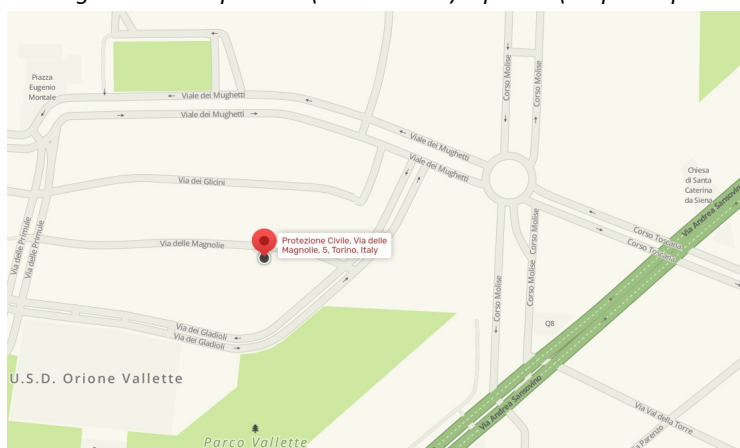 Piazza
Eugenio
Montale
Viale dei Mughetti
Viale dei Mughetti
Viale dei Mughetti
Viale dei Mughetti
Corso Molise
Corso Molise
Via dei Glicini
Chiesa
di Santa
Caterina
da Siena
Via Andrea Sansovino
Corso Toscana
Corso Toscana
Via delle Primule
Via delle Primule
Via delle Magnolie
Protezione Civile, Via delle
Magnolie, 5, Torino, Italy
Corso Molise
Corso Molise
Corso Molise
Via dei Gladioli
Via dei Gladioli
Q8
U.S.D. Orione Vallette
Via Andrea Sansovino
Via Val della Torre
Parco Vallette